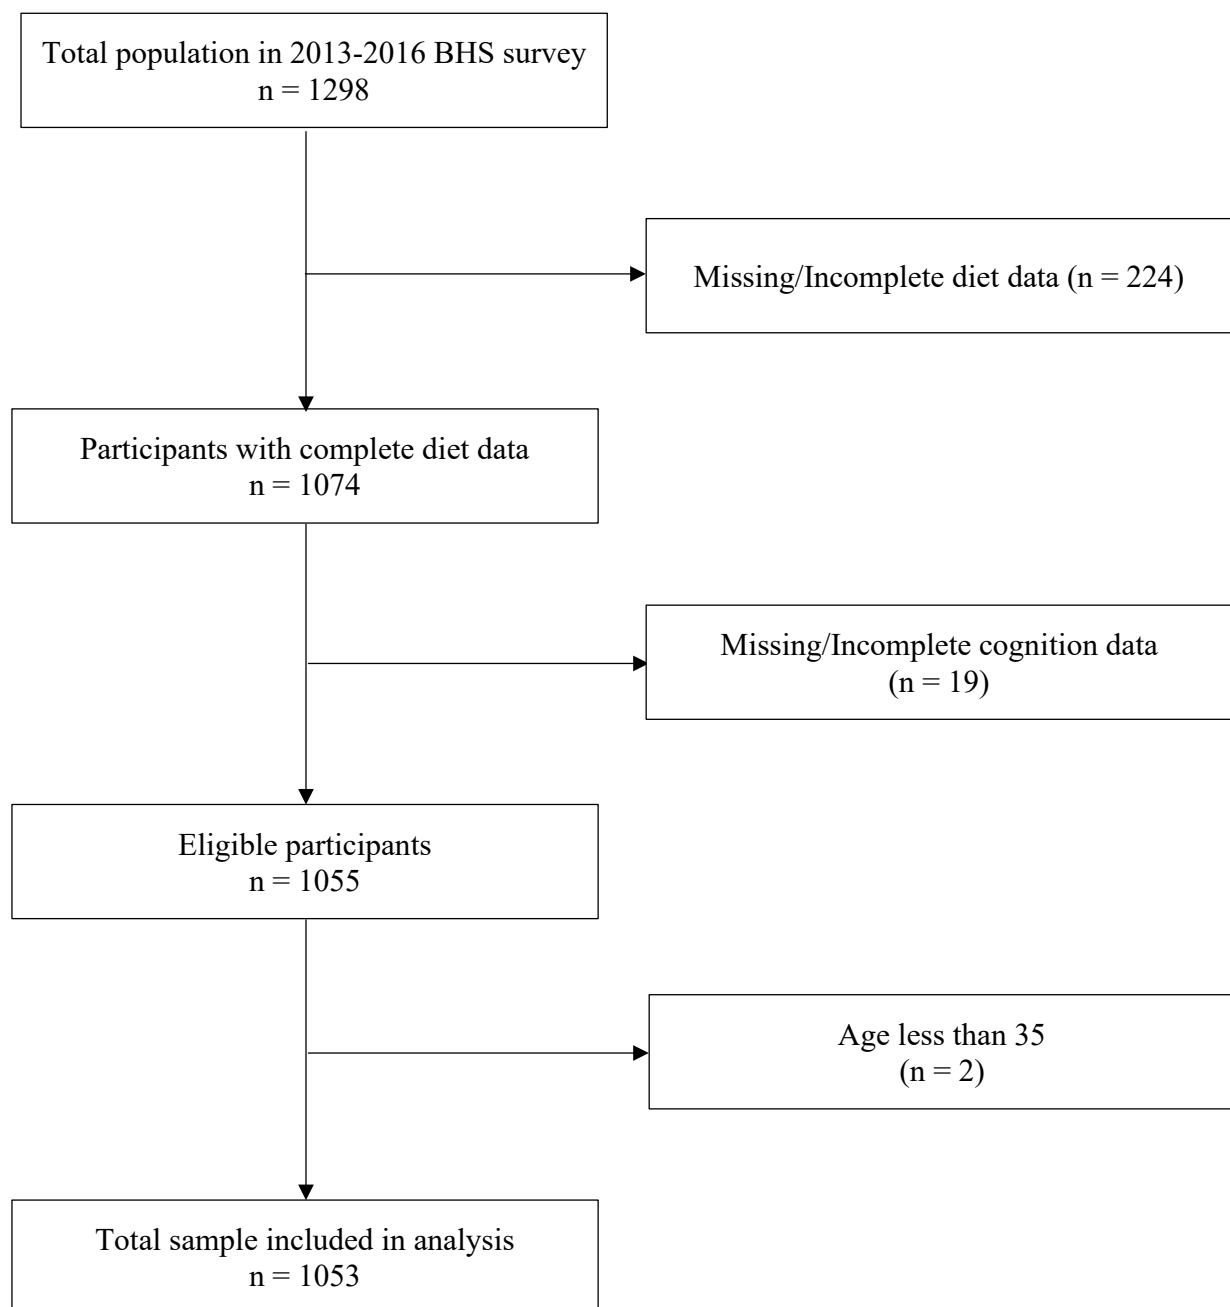 Total population in 2013-2016 BHS survey
n = 1298
Missing/Incomplete diet data (n = 224)
Participants with complete diet data
n = 1074
Missing/Incomplete cognition data
(n = 19)
Eligible participants
n = 1055
Age less than 35
(n = 2)
Total sample included in analysis
n = 1053